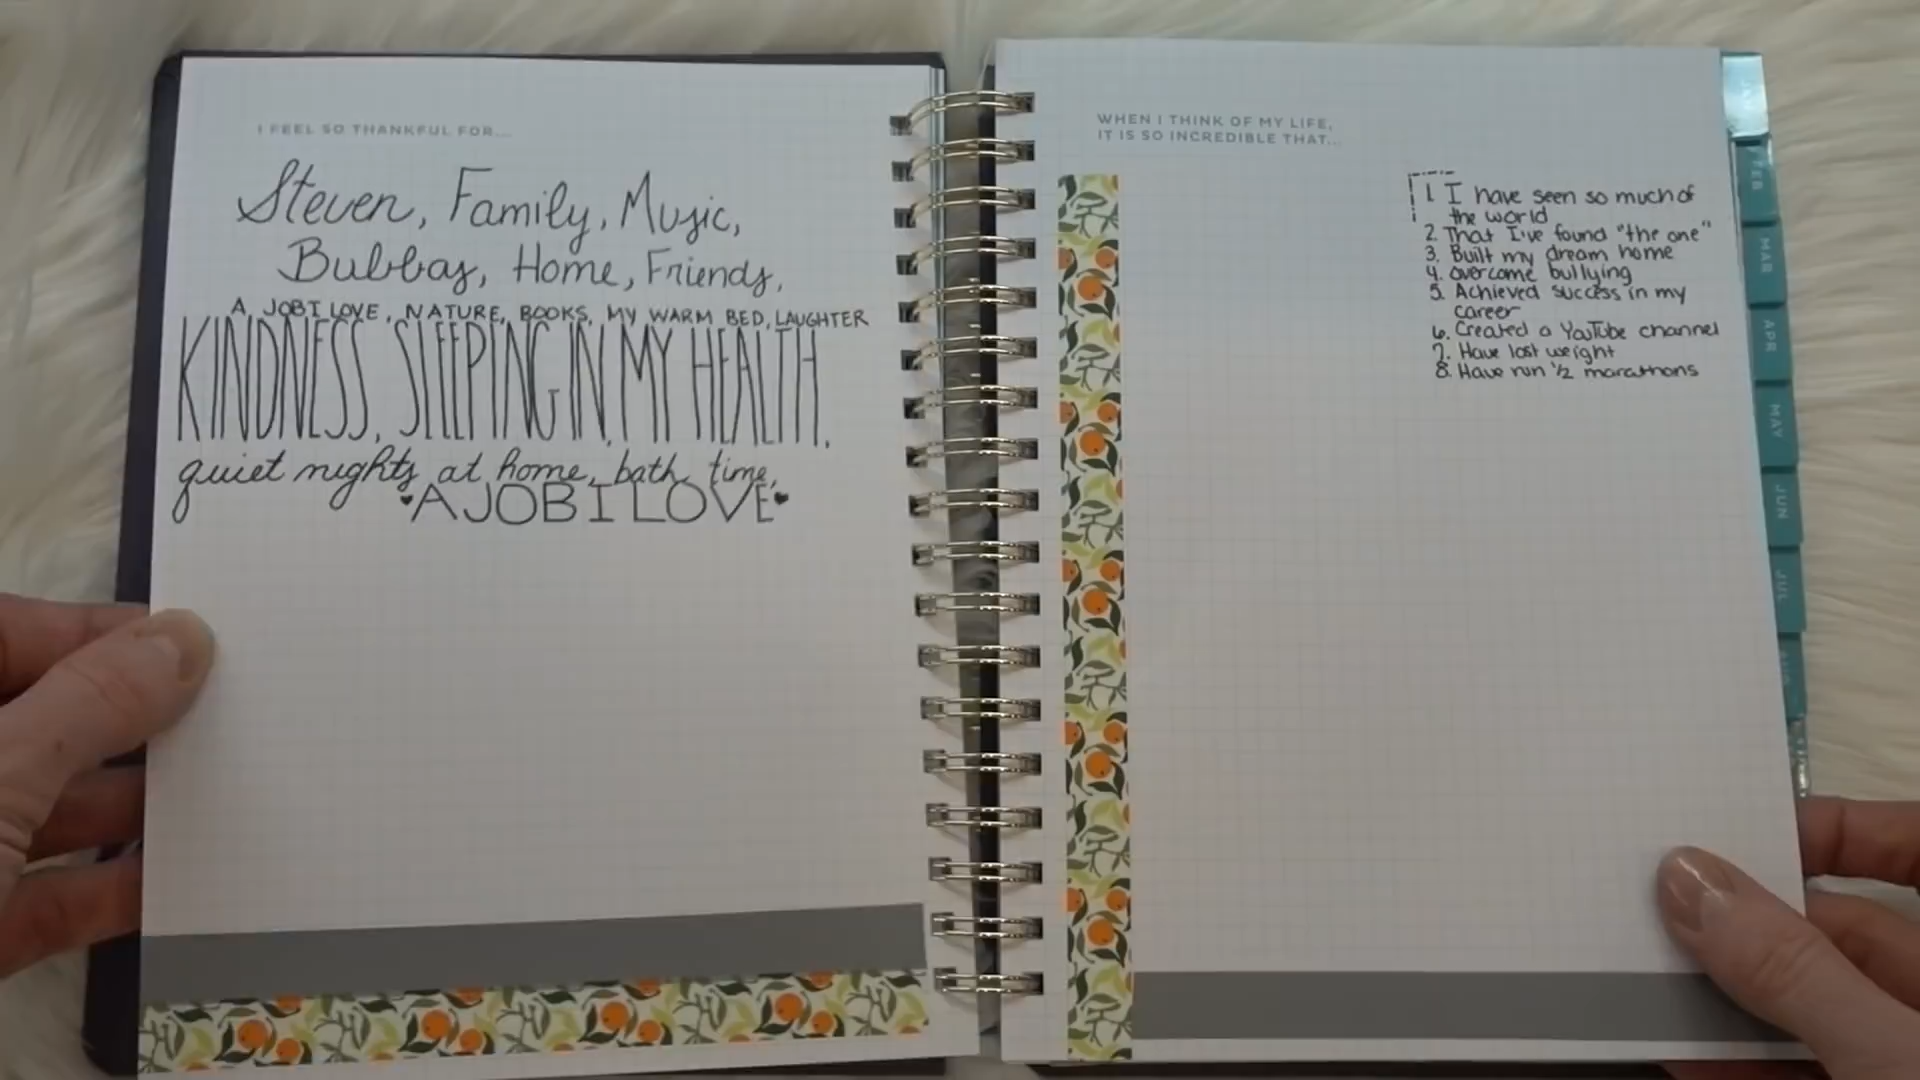 I FEEL SO THANKFUL FOR...
Steven, Family, Music,
Bubbas, Home, Friends,
A JOB I LOVE, NATURE, BOOKS, MY WARM BED, LAUGHTER
KINDNESS, SLEEPING IN, MY HEALTH,
quiet nights at home, bath time,
♥A JOB I LOVE♥
WHEN I THINK OF MY LIFE,
IT IS SO INCREDIBLE THAT...
1. I have seen so much of
the world
2. That I've found "the one"
3. Built my dream home
4. overcome bullying
5. Achieved success in my
career
6. Created a YouTube channel
7. Have lost weight
8. Have run 1/2 marathons
FEB
MAR
APR
MAY
JUN
JUL